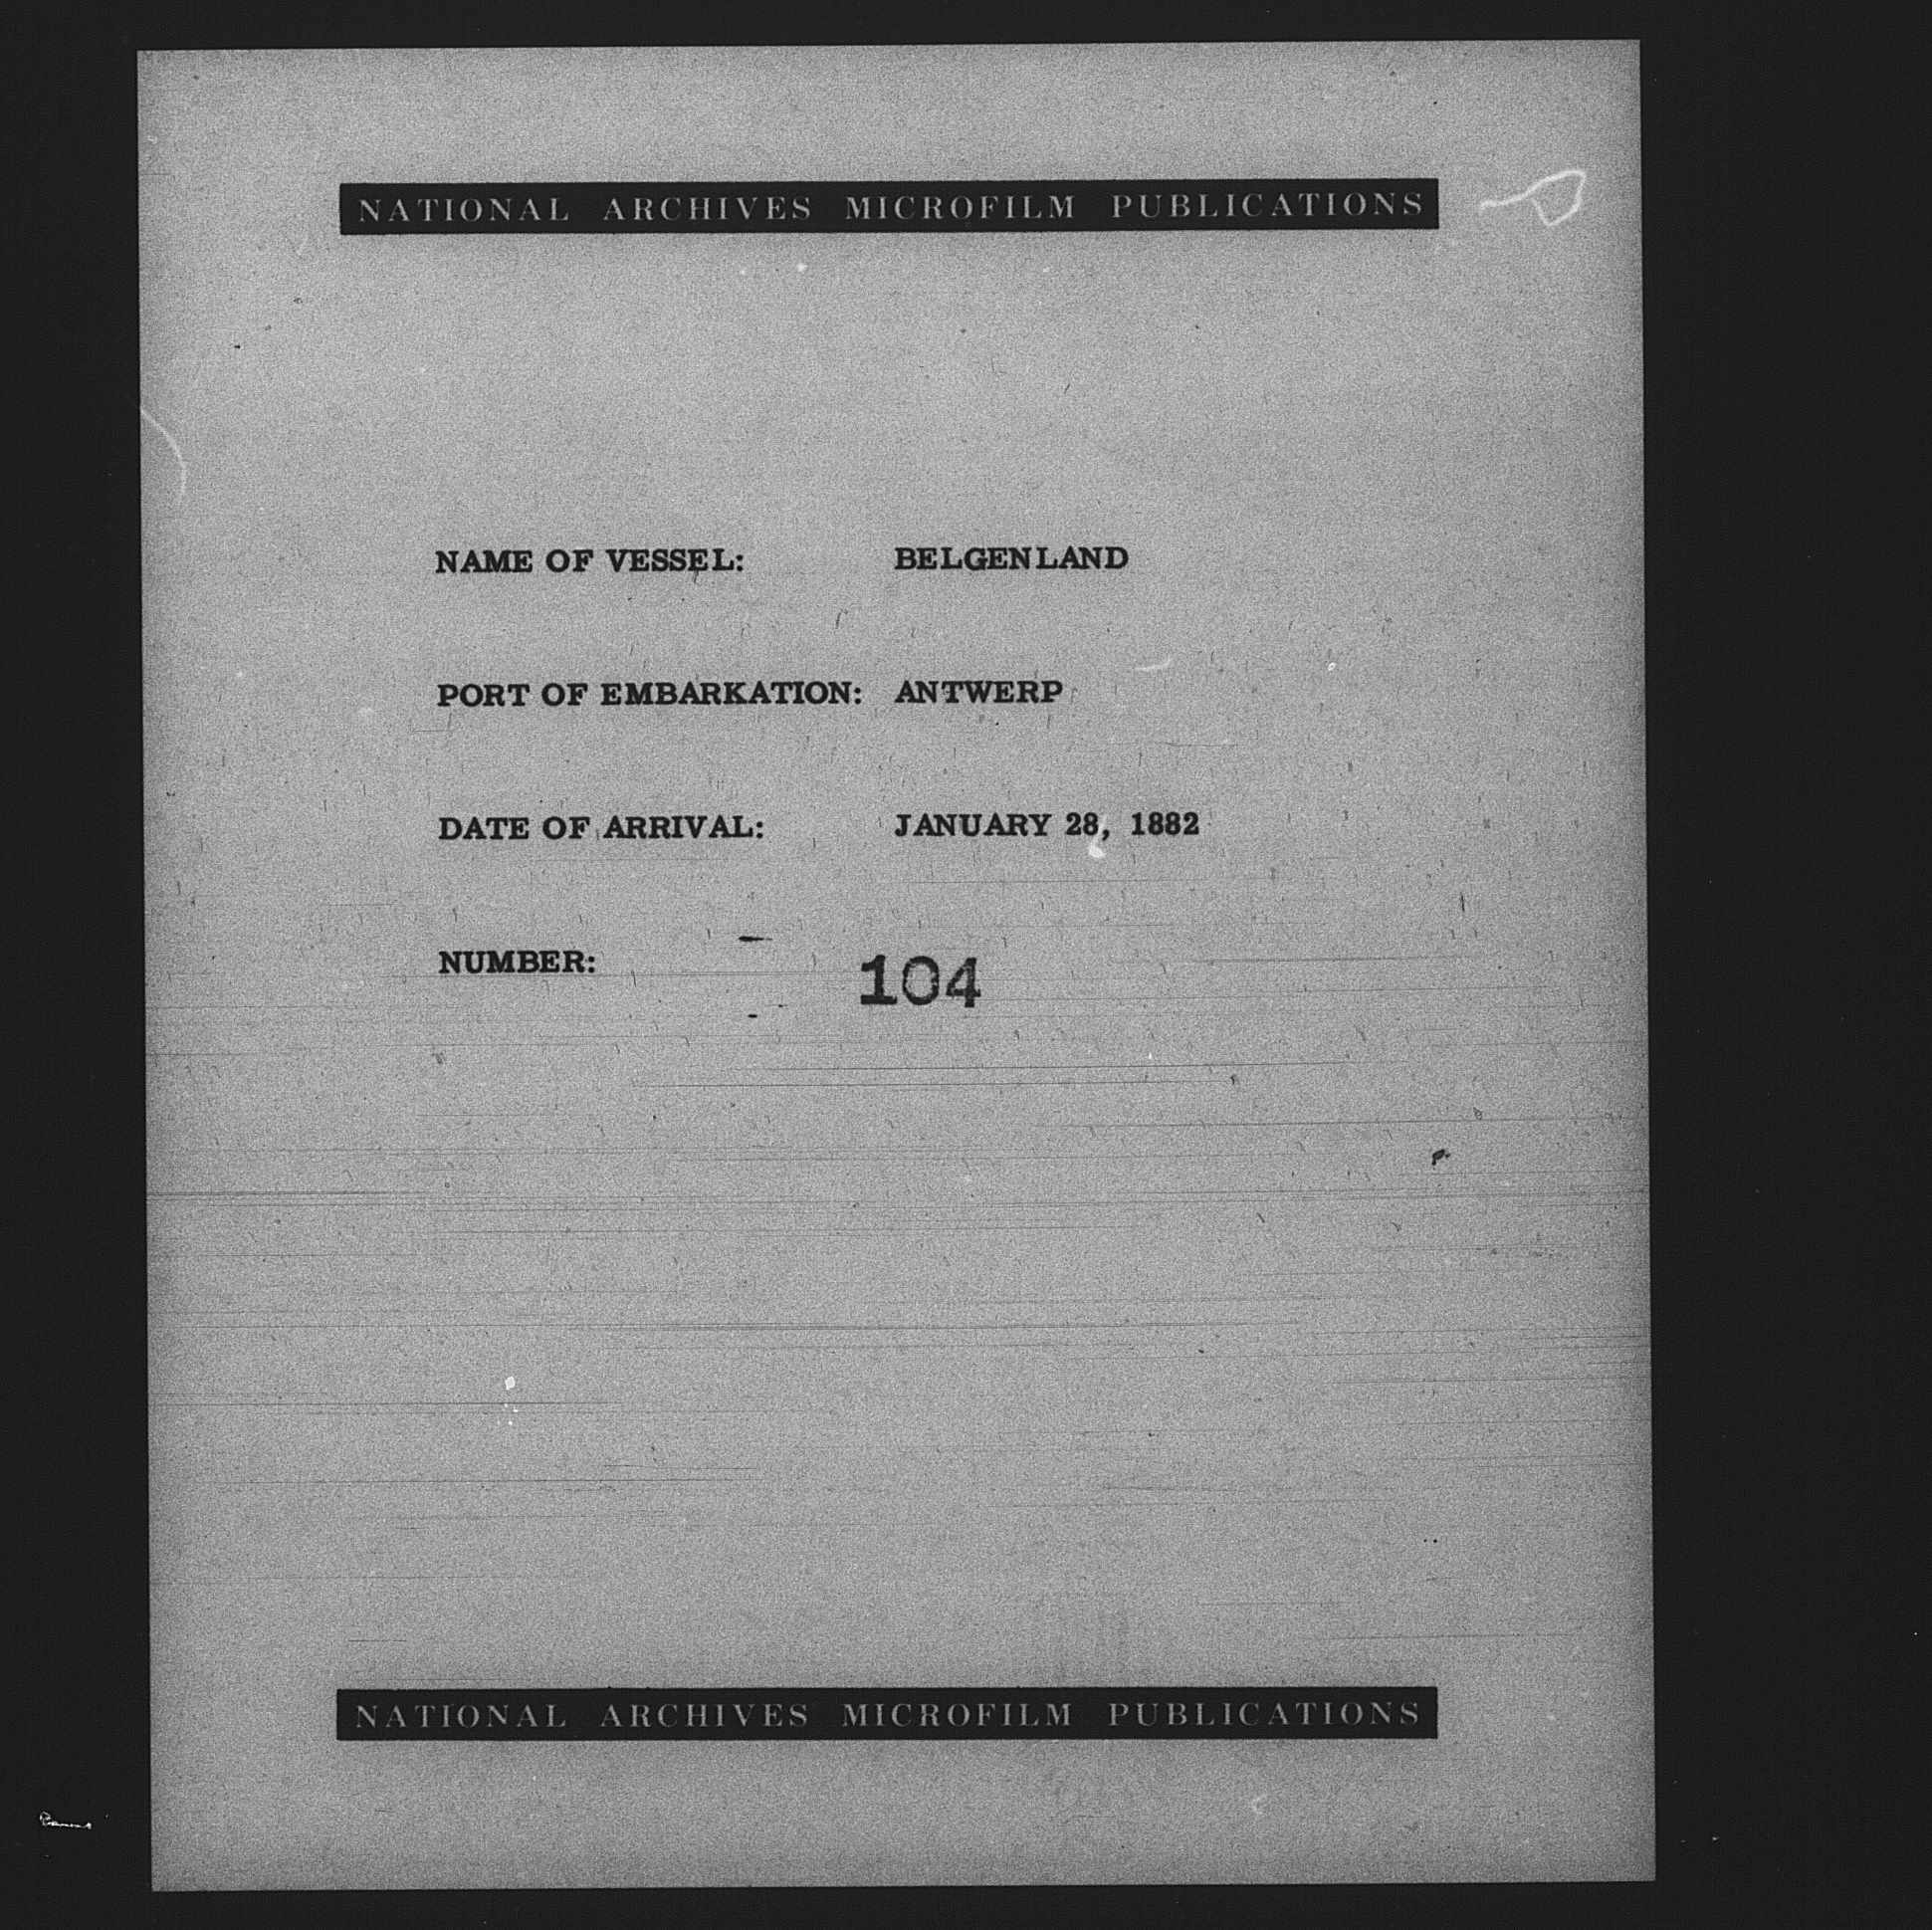 NATIONAL ARCHIVES MICROFILM PUBLICATIONS
NAME OF VESSEL: BELGENLAND
PORT OF EMBARKATION: ANTWERP
DATE OF ARRIVAL: JANUARY 28, 1882
NUMBER: 104
NATIONAL ARCHIVES MICROFILM PUBLICATIONS